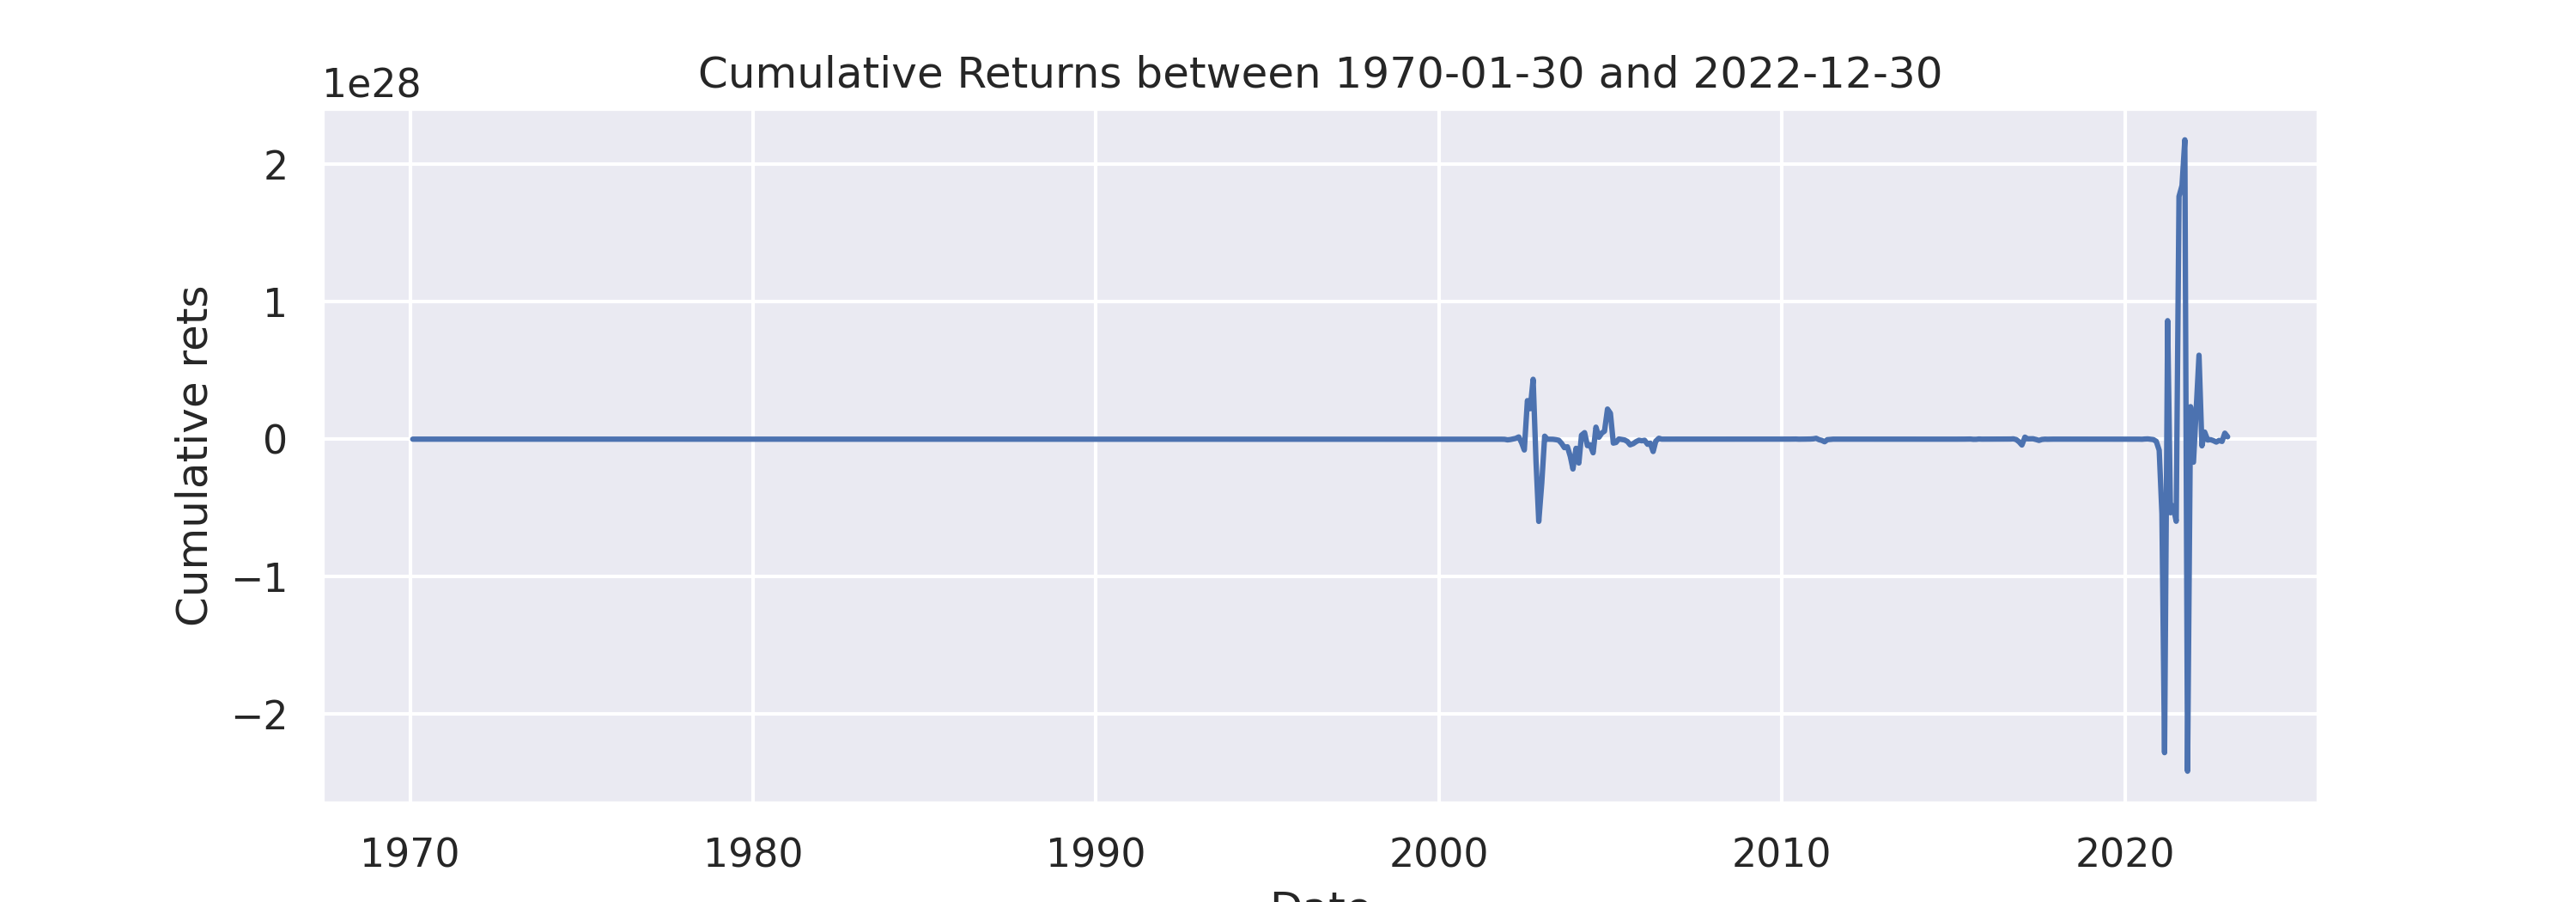 Cumulative Returns between 1970-01-30 and 2022-12-30
1e28
2
1
0
−1
−2
Cumulative rets
1970 1980 1990 2000 2010 2020
Date